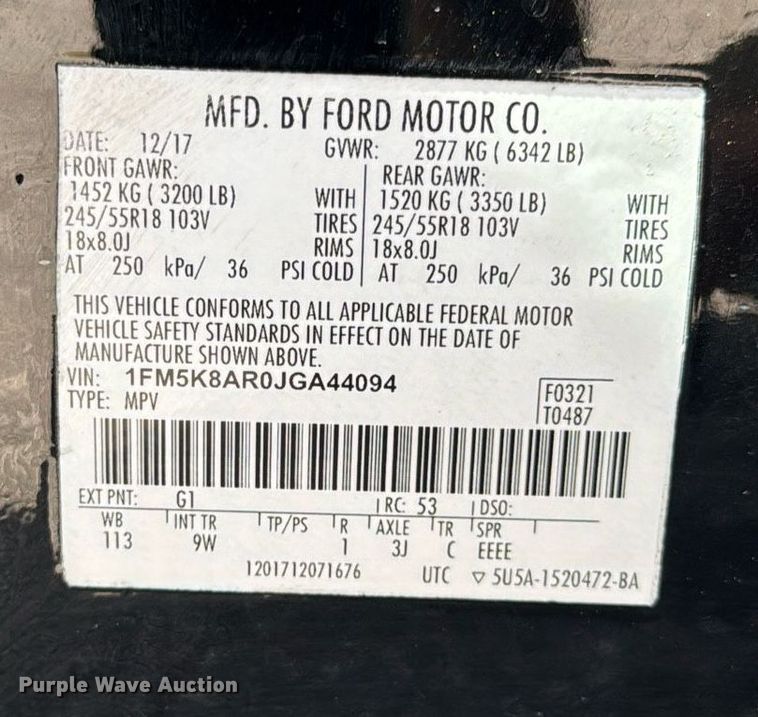 MFD. BY FORD MOTOR CO.
DATE: 12/17 GVWR: 2877 KG ( 6342 LB)
FRONT GAWR: REAR GAWR:
1452 KG ( 3200 LB) WITH 1520 KG ( 3350 LB) WITH
245/55R18 103V TIRES 245/55R18 103V TIRES
18x8.0J RIMS 18x8.0J RIMS
AT 250 kPa/ 36 PSI COLD AT 250 kPa/ 36 PSI COLD
THIS VEHICLE CONFORMS TO ALL APPLICABLE FEDERAL MOTOR
VEHICLE SAFETY STANDARDS IN EFFECT ON THE DATE OF
MANUFACTURE SHOWN ABOVE.
VIN: 1FM5K8AR0JGA44094
TYPE: MPV
F0321
T0487
EXT PNT: G1 RC: 53 DSO:
WB INT TR TP/PS R AXLE TR SPR
113 9W 1 3J C EEEE
1201712071676 UTC ▽ 5U5A-1520472-BA
Purple Wave Auction